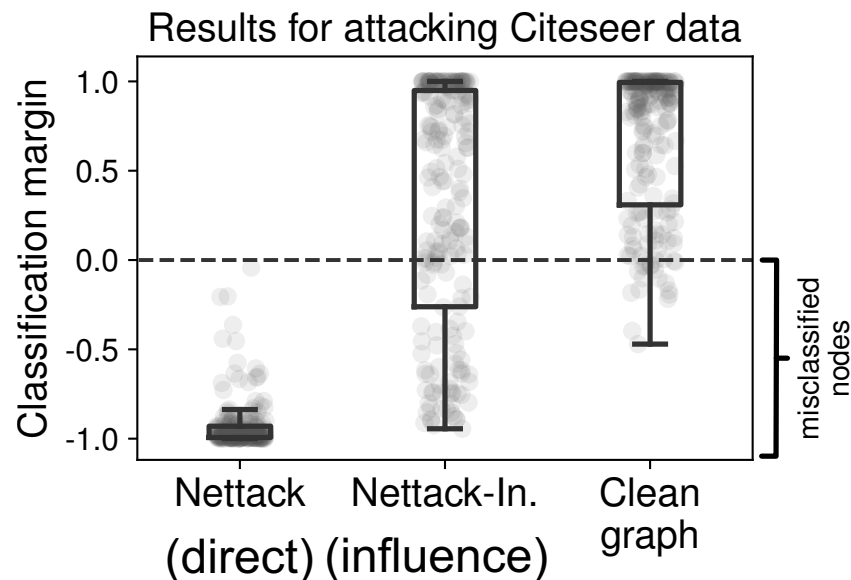 Results for attacking Citeseer data
Classification margin
1.0
0.5
0.0
-0.5
-1.0
misclassified
nodes
Nettack
(direct)
Nettack-In.
(influence)
Clean
graph